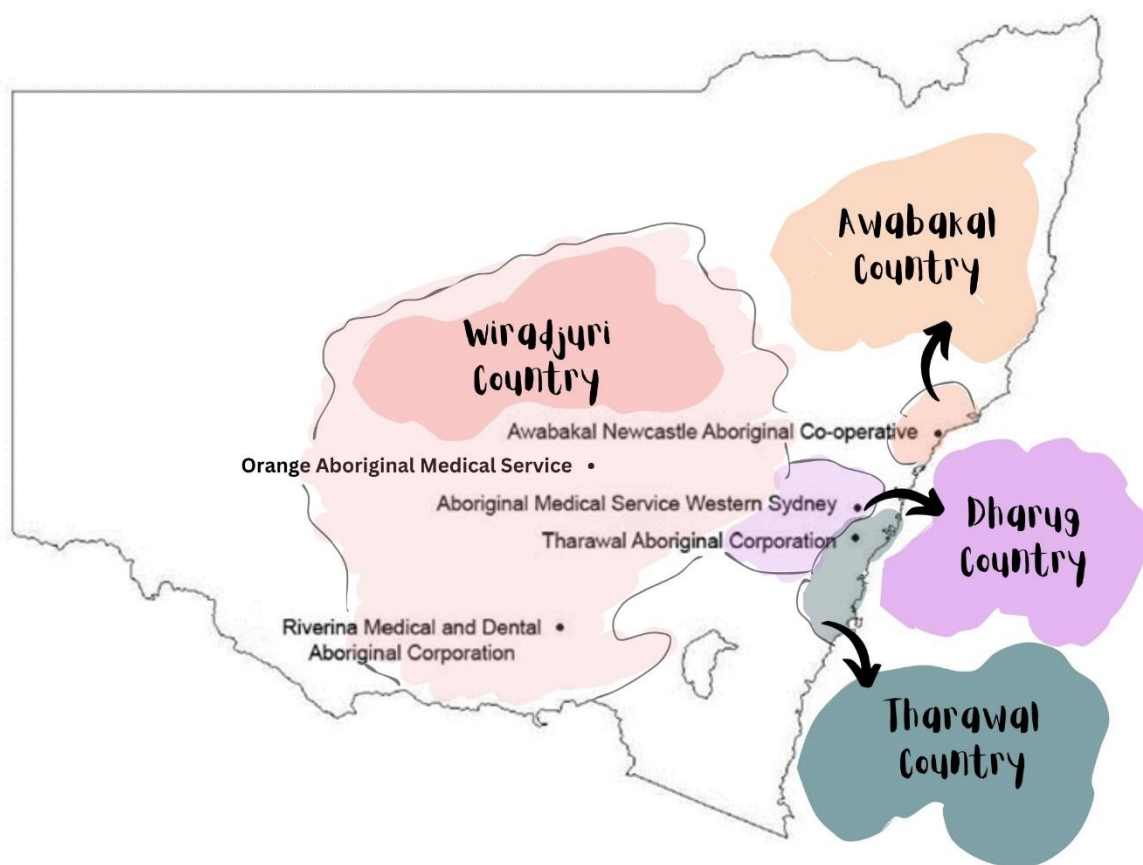 Awabakal
Country
Wiradjuri
Country
Awabakal Newcastle Aboriginal Co-operative
Orange Aboriginal Medical Service
Aboriginal Medical Service Western Sydney
Dharug
Country
Tharawal Aboriginal Corporation
Riverina Medical and Dental
Aboriginal Corporation
Tharawal
Country